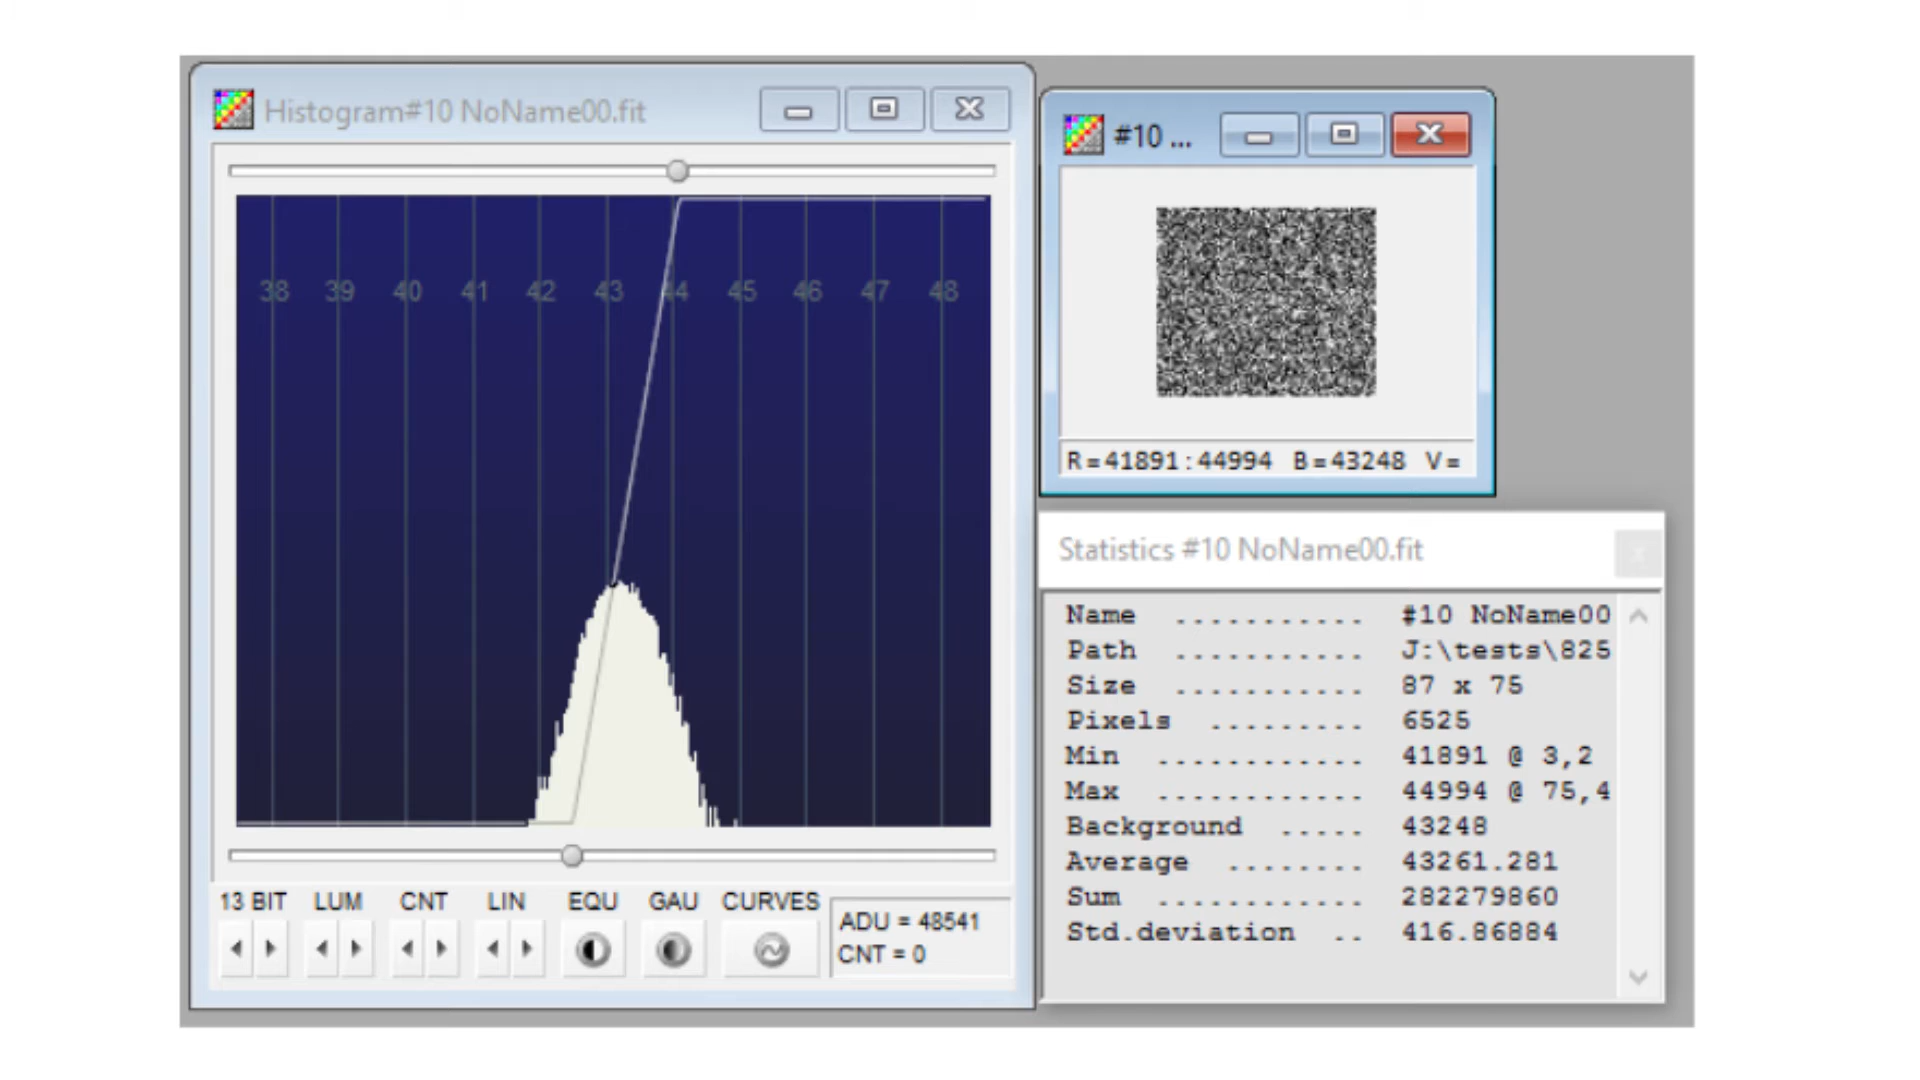 Histogram#10 NoName00.fit
38 39 40 41 42 43 44 45 46 47 48
13 BIT LUM CNT LIN EQU GAU CURVES
ADU = 48541
CNT = 0
#10 ...
R=41891:44994 B=43248 V=
Statistics #10 NoName00.fit
Name ........... #10 NoName00
Path ........... J:\tests\825
Size ........... 87 x 75
Pixels ......... 6525
Min ............ 41891 @ 3,2
Max ............ 44994 @ 75,4
Background ..... 43248
Average ........ 43261.281
Sum ............ 282279860
Std.deviation .. 416.86884